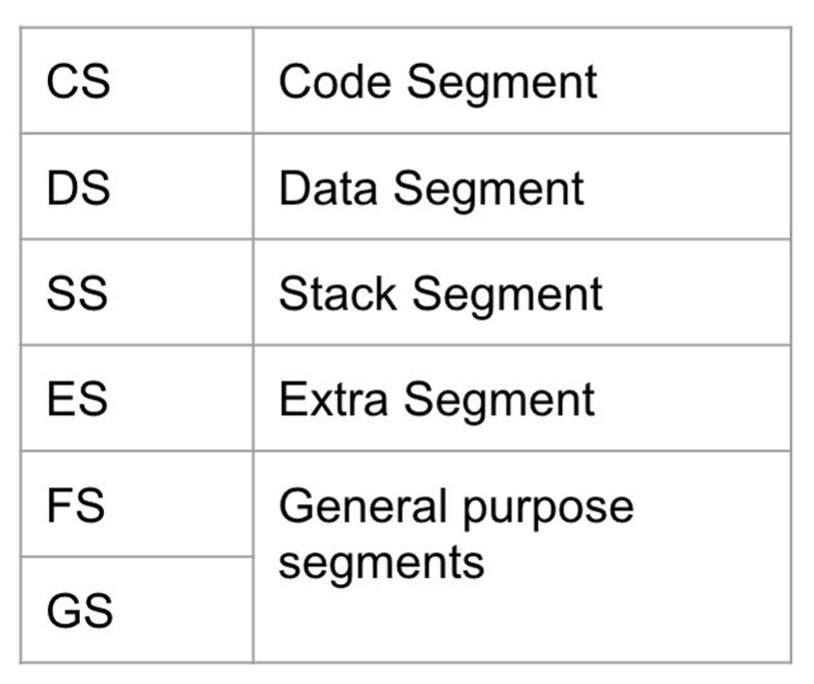 CS Code Segment
DS Data Segment
SS Stack Segment
ES Extra Segment
FS General purpose
segments
GS